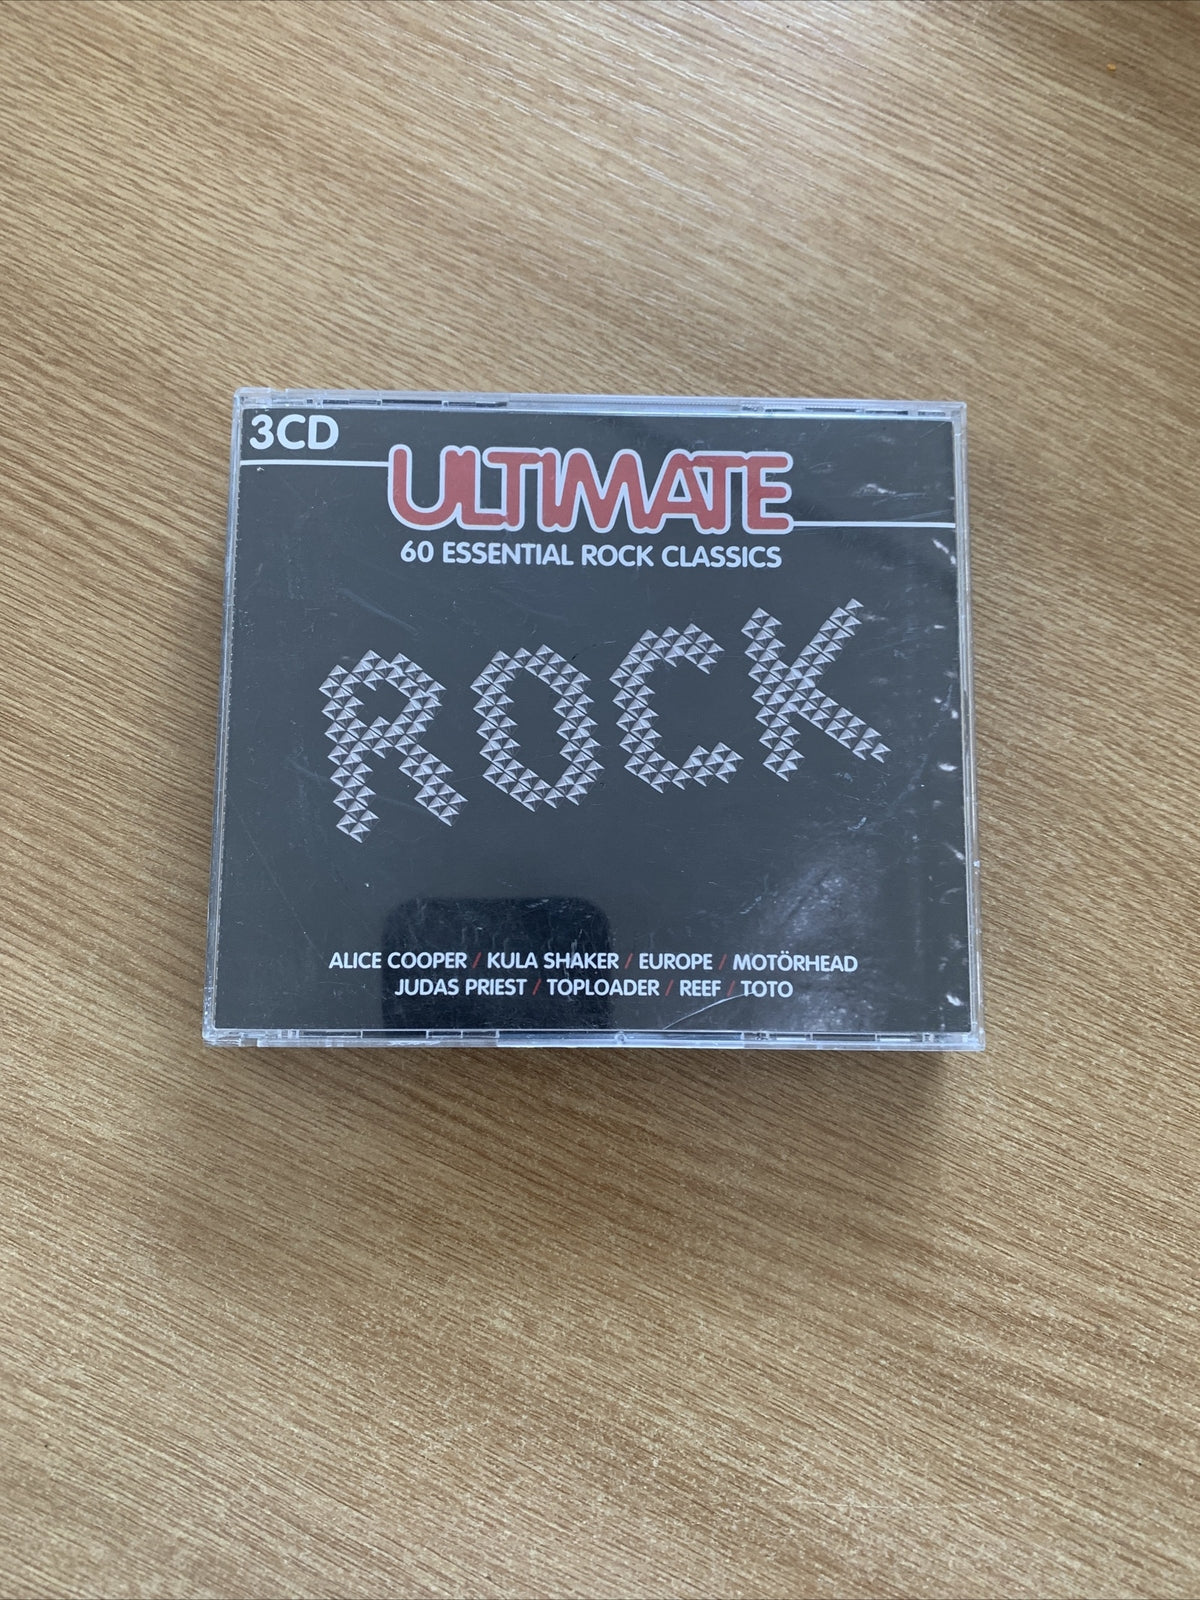 3CD
ULTIMATE
60 ESSENTIAL ROCK CLASSICS
ROCK
ALICE COOPER / KULA SHAKER / EUROPE / MOTÖRHEAD
JUDAS PRIEST / TOPLOADER / REEF / TOTO